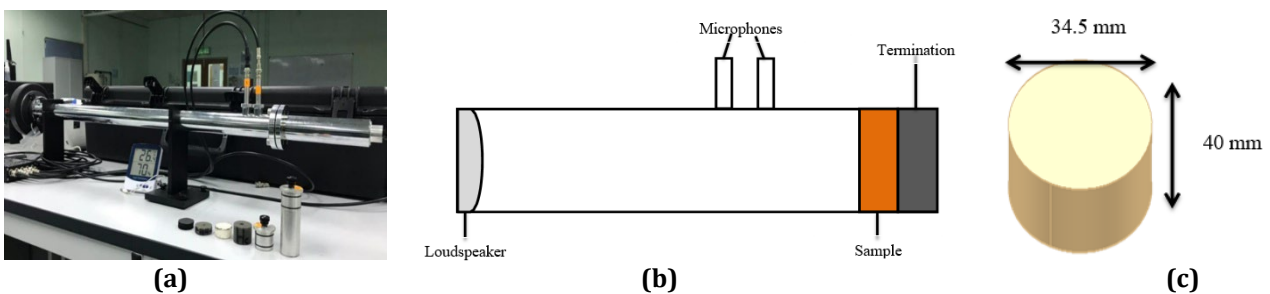 Microphones
Termination
Loudspeaker
Sample
34.5 mm
40 mm
(a)
(b)
(c)